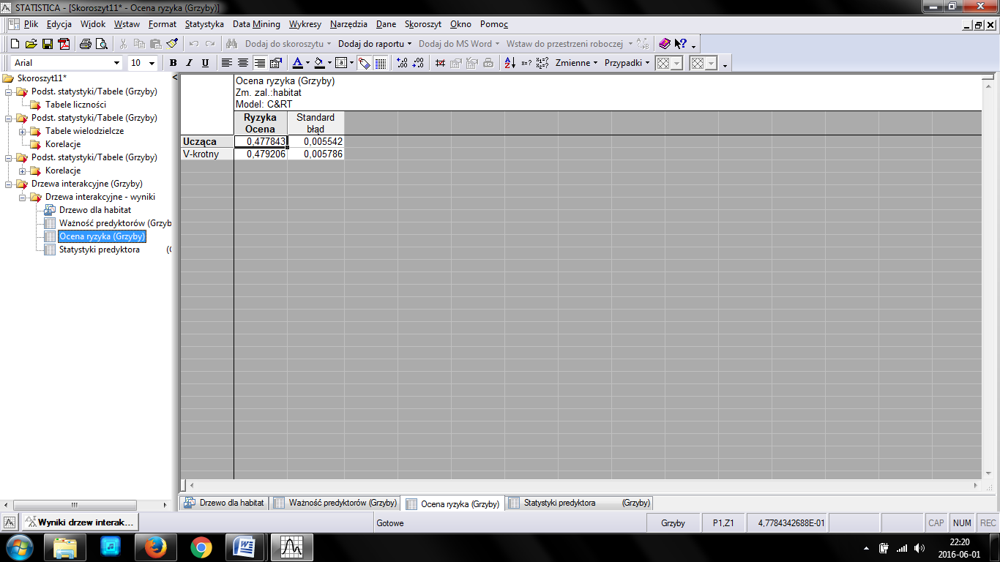 STATISTICA - [Skoroszyt11* - Ocena ryzyka (Grzyby)]
Plik Edycja Widok Wstaw Format Statystyka Data Mining Wykresy Narzędzia Dane Skoroszyt Okno Pomoc
Dodaj do skoroszytu Dodaj do raportu Dodaj do MS Word Wstaw do przestrzeni roboczej
Arial 10 B I U Zmienne Przypadki
Skoroszyt11*
Podst. statystyki/Tabele (Grzyby)
Tabele liczności
Podst. statystyki/Tabele (Grzyby)
Tabele wielodzielcze
Korelacje
Podst. statystyki/Tabele (Grzyby)
Korelacje
Drzewa interakcyjne (Grzyby)
Drzewa interakcyjne - wyniki
Drzewo dla habitat
Ważność predyktorów (Grzyb
Ocena ryzyka (Grzyby)
Statystyki predyktora (G
Ocena ryzyka (Grzyby)
Zm. zal.:habitat
Model: C&RT
Ryzyka Standard
Ocena błąd
Ucząca 0,477843 0,005542
V-krotny 0,479206 0,005786
Drzewo dla habitat Ważność predyktorów (Grzyby) Ocena ryzyka (Grzyby) Statystyki predyktora (Grzyby)
Wyniki drzew interak... Gotowe Grzyby P1,Z1 4,7784342688E-01 CAP NUM REC
22:20
2016-06-01